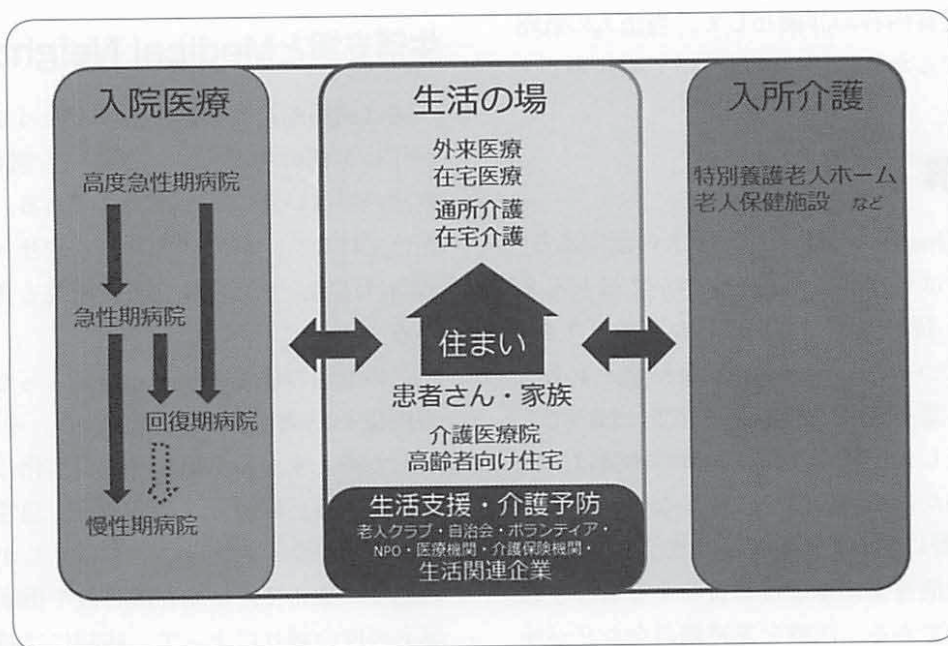 入院医療
高度急性期病院
急性期病院
回復期病院
慢性期病院
生活の場
外来医療
在宅医療
通所介護
在宅介護
住まい
患者さん・家族
介護医療院
高齢者向け住宅
生活支援・介護予防
老人クラブ・自治会・ボランティア・
NPO・医療機関・介護保険機関・
生活関連企業
入所介護
特別養護老人ホーム
老人保健施設 など